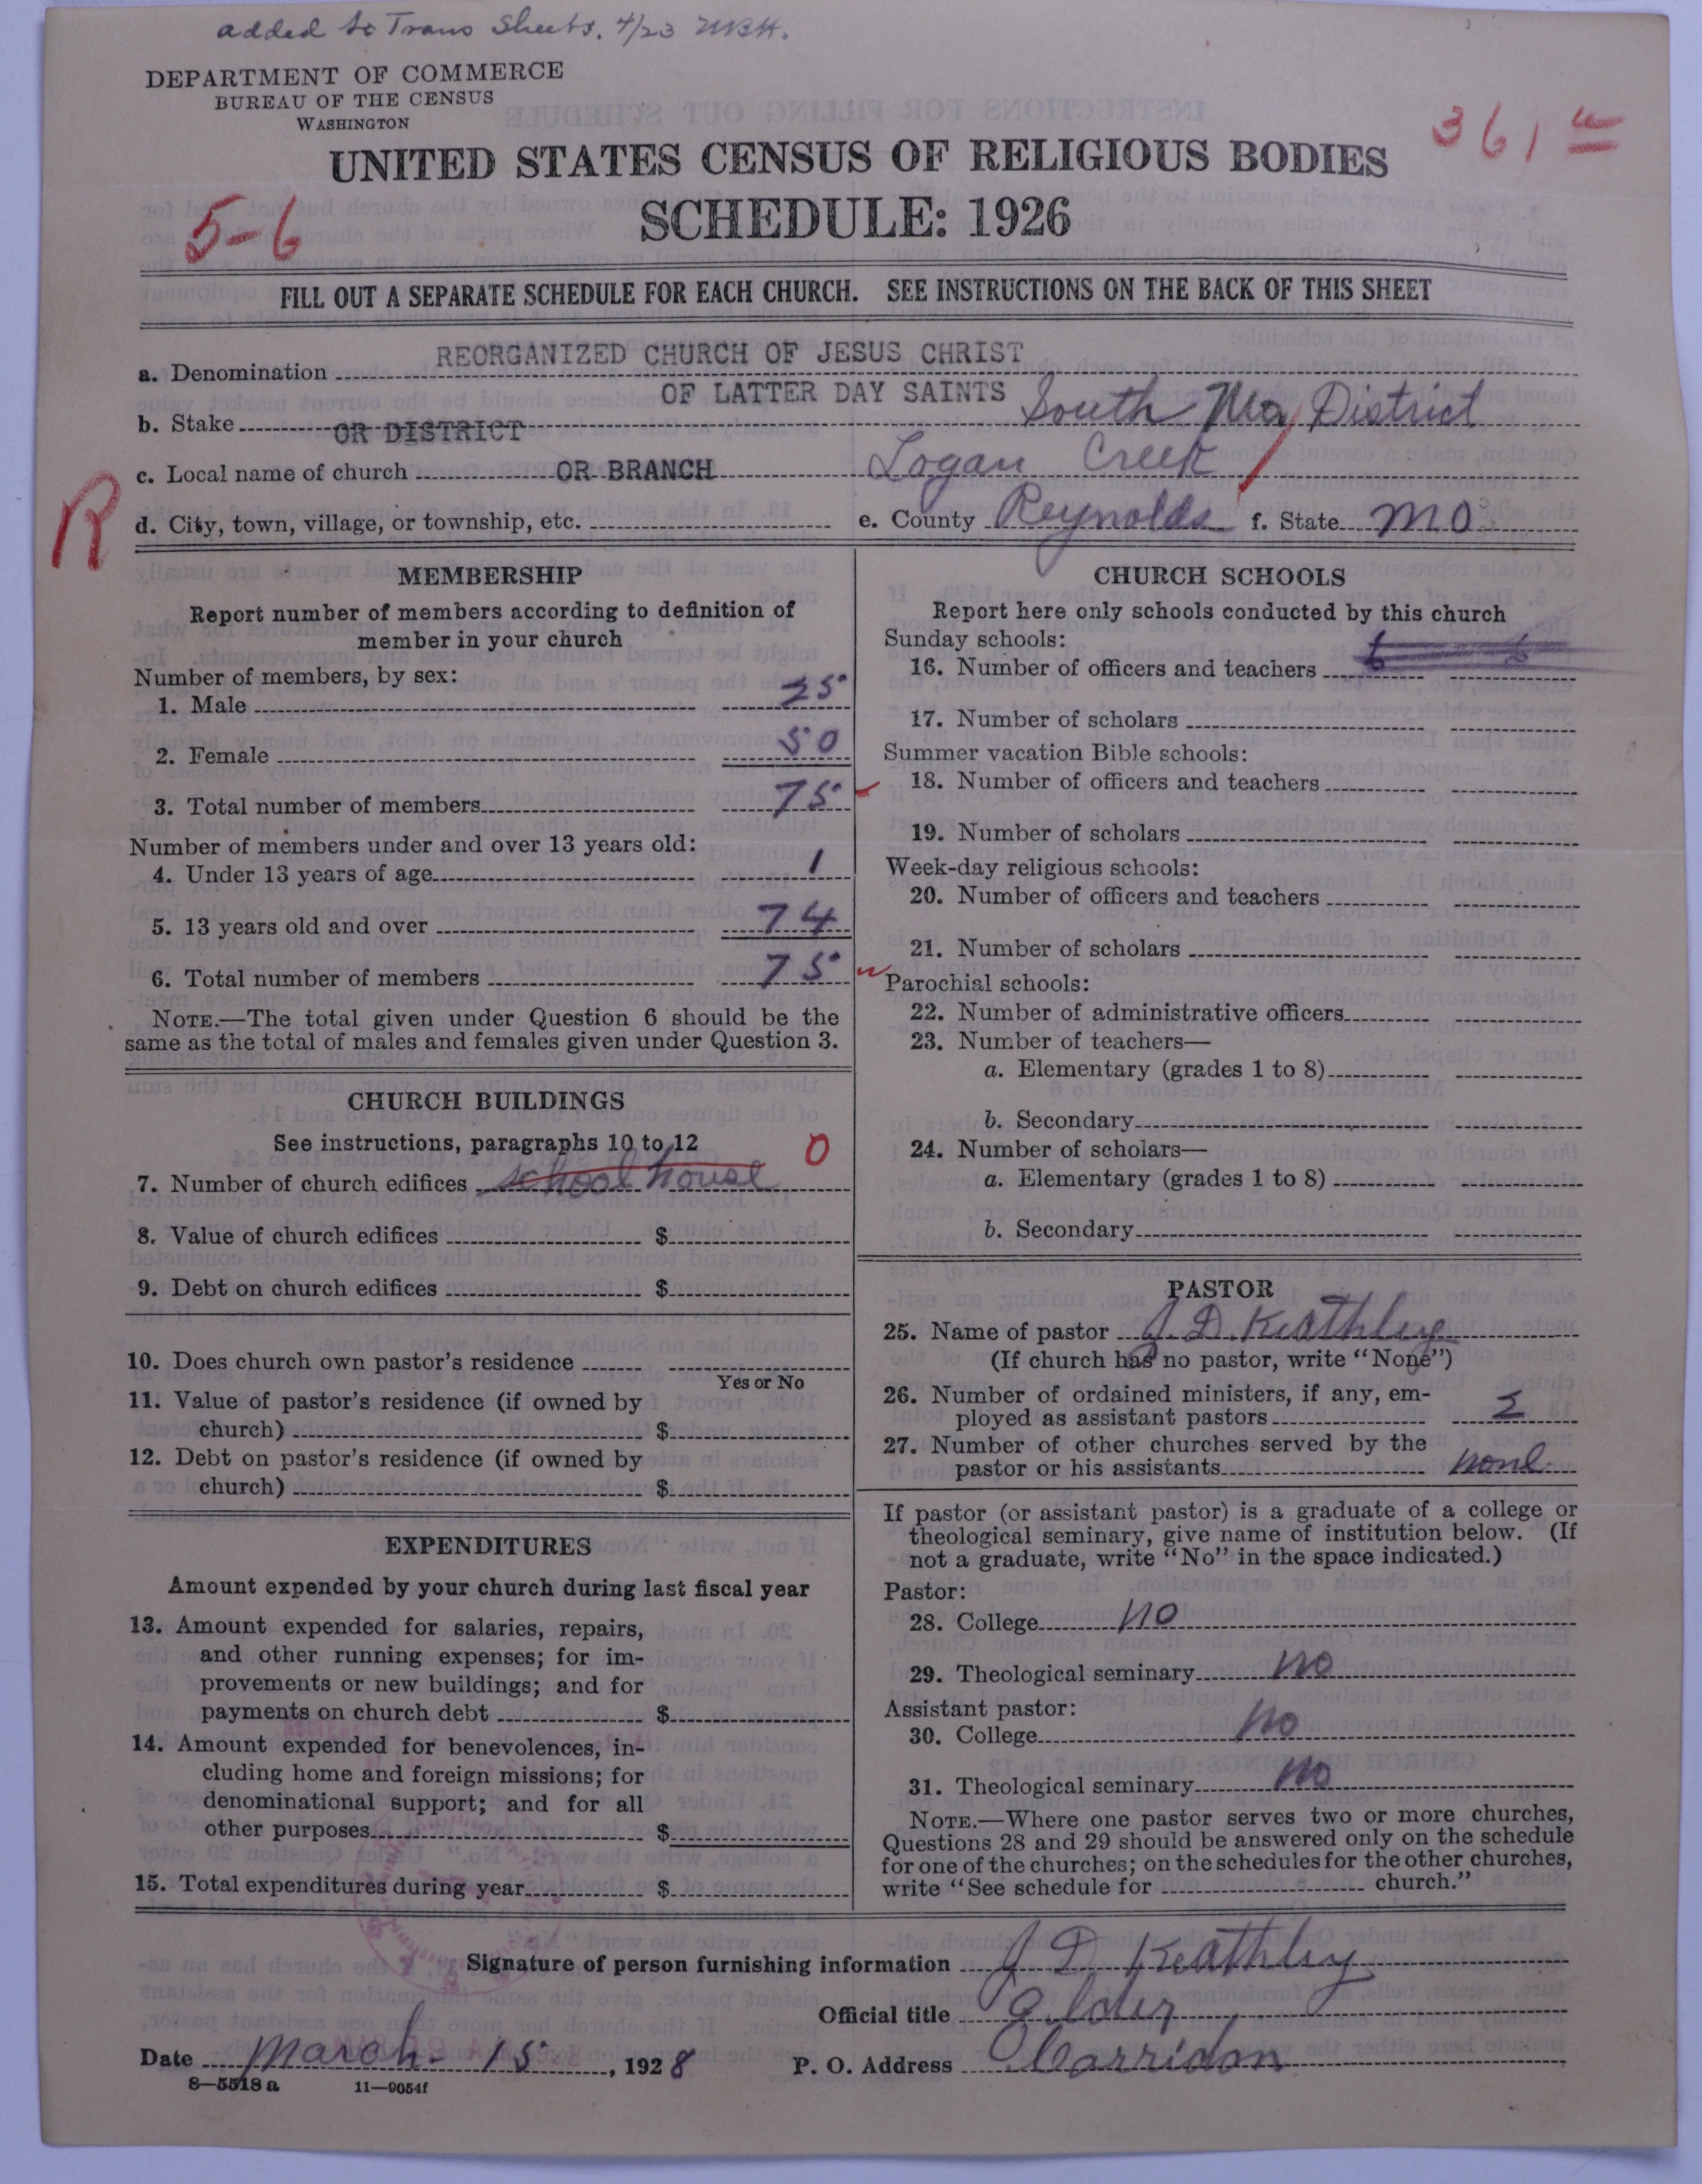 added to Trans Sheets. 4/23 MBH.
DEPARTMENT OF COMMERCE
BUREAU OF THE CENSUS
WASHINGTON
361
UNITED STATES CENSUS OF RELIGIOUS BODIES
5-6
SCHEDULE: 1926
FILL OUT A SEPARATE SCHEDULE FOR EACH CHURCH. SEE INSTRUCTIONS ON THE BACK OF THIS SHEET
a. Denomination REORGANIZED CHURCH OF JESUS CHRIST
OF LATTER DAY SAINTS
b. Stake OR DISTRICT South Mo District
c. Local name of church OR BRANCH Logan Creek
R
d. City, town, village, or township, etc. e. County Reynolds f. State MO
MEMBERSHIP
Report number of members according to definition of
member in your church
Number of members, by sex:
1. Male 25
2. Female 50
3. Total number of members 75
Number of members under and over 13 years old:
4. Under 13 years of age 1
5. 13 years old and over 74
6. Total number of members 75
NOTE.—The total given under Question 6 should be the
same as the total of males and females given under Question 3.
CHURCH BUILDINGS
See instructions, paragraphs 10 to 12 0
7. Number of church edifices school house
8. Value of church edifices $
9. Debt on church edifices $
10. Does church own pastor's residence
Yes or No
11. Value of pastor's residence (if owned by
church) $
12. Debt on pastor's residence (if owned by
church) $
EXPENDITURES
Amount expended by your church during last fiscal year
13. Amount expended for salaries, repairs,
and other running expenses; for im-
provements or new buildings; and for
payments on church debt $
14. Amount expended for benevolences, in-
cluding home and foreign missions; for
denominational support; and for all
other purposes $
15. Total expenditures during year $
CHURCH SCHOOLS
Report here only schools conducted by this church
Sunday schools:
16. Number of officers and teachers 6 6
17. Number of scholars
Summer vacation Bible schools:
18. Number of officers and teachers
19. Number of scholars
Week-day religious schools:
20. Number of officers and teachers
21. Number of scholars
Parochial schools:
22. Number of administrative officers
23. Number of teachers—
a. Elementary (grades 1 to 8)
b. Secondary
24. Number of scholars—
a. Elementary (grades 1 to 8)
b. Secondary
PASTOR
25. Name of pastor J. D. Keathley
(If church has no pastor, write "None")
26. Number of ordained ministers, if any, em-
ployed as assistant pastors
27. Number of other churches served by the
pastor or his assistants none
If pastor (or assistant pastor) is a graduate of a college or
theological seminary, give name of institution below. (If
not a graduate, write "No" in the space indicated.)
Pastor:
28. College no
29. Theological seminary no
Assistant pastor:
30. College no
31. Theological seminary no
NOTE.—Where one pastor serves two or more churches,
Questions 28 and 29 should be answered only on the schedule
for one of the churches; on the schedules for the other churches,
write "See schedule for church."
Signature of person furnishing information J D Keathley
Official title Elder
Date march 15, 1928 P. O. Address Corridon
8—5518 a 11—9054f